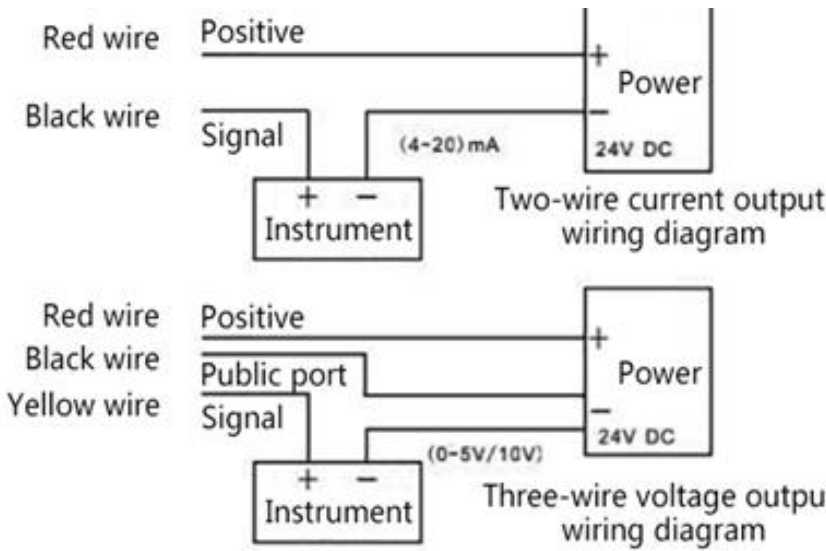 Red wire
Positive
+
Power
Black wire
Signal
−
(4-20)mA
24V DC
+ −
Instrument
Two-wire current output
wiring diagram
Red wire
Positive
+
Black wire
Public port
Power
Yellow wire
Signal
−
24V DC
(0-5V/10V)
+ −
Instrument
Three-wire voltage outpu
wiring diagram